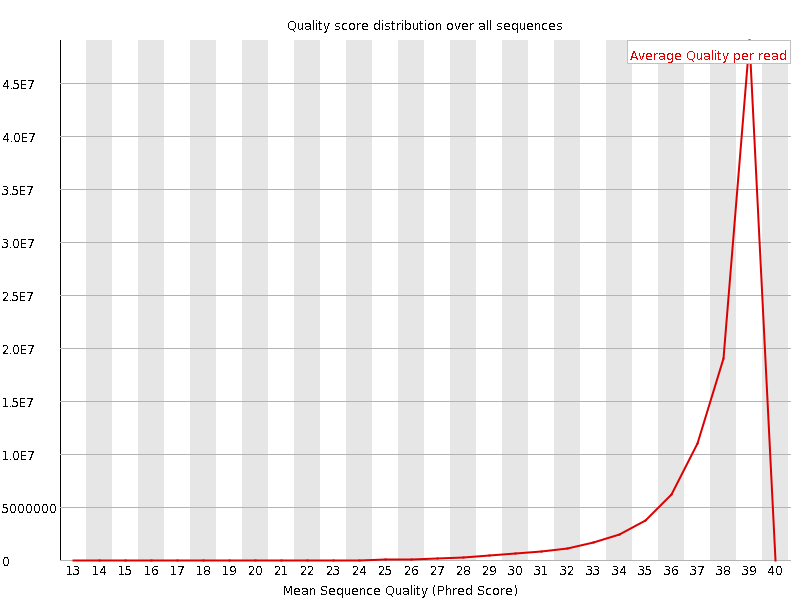 Quality score distribution over all sequences
Average Quality per read
4.5E7
4.0E7
3.5E7
3.0E7
2.5E7
2.0E7
1.5E7
1.0E7
5000000
0
13 14 15 16 17 18 19 20 21 22 23 24 25 26 27 28 29 30 31 32 33 34 35 36 37 38 39 40
Mean Sequence Quality (Phred Score)